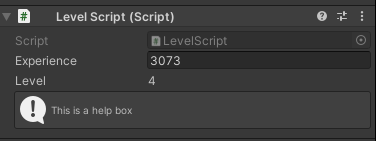 Level Script (Script)
Script LevelScript
Experience 3073
Level 4
This is a help box